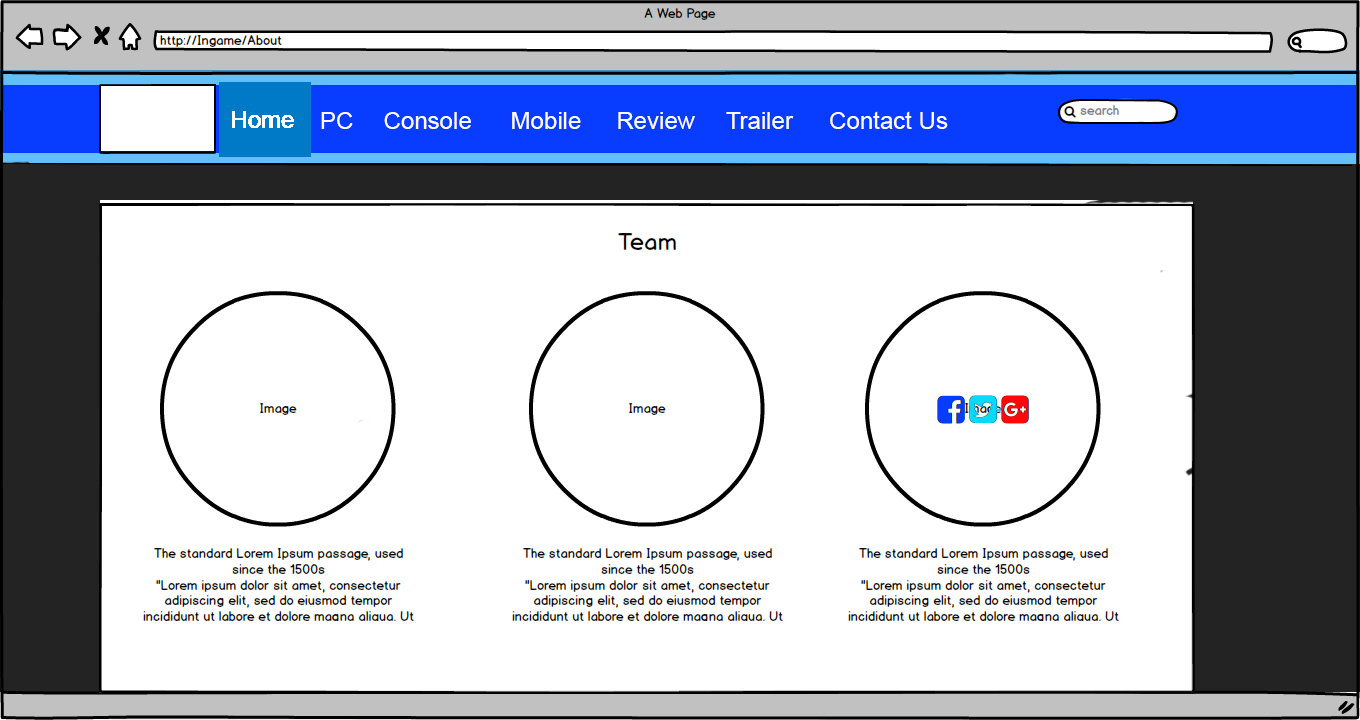 A Web Page
http://Ingame/About
Home PC Console Mobile Review Trailer Contact Us search
Team
Image Image Image
The standard Lorem Ipsum passage, used
since the 1500s
"Lorem ipsum dolor sit amet, consectetur
adipiscing elit, sed do eiusmod tempor
incididunt ut labore et dolore magna aliqua. Ut
The standard Lorem Ipsum passage, used
since the 1500s
"Lorem ipsum dolor sit amet, consectetur
adipiscing elit, sed do eiusmod tempor
incididunt ut labore et dolore magna aliqua. Ut
The standard Lorem Ipsum passage, used
since the 1500s
"Lorem ipsum dolor sit amet, consectetur
adipiscing elit, sed do eiusmod tempor
incididunt ut labore et dolore magna aliqua. Ut